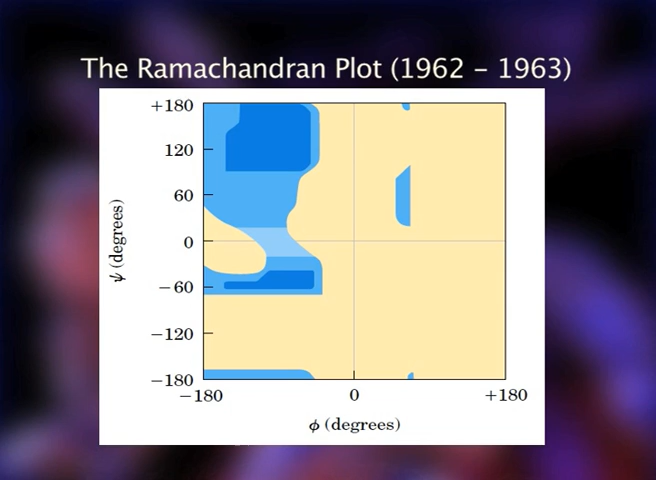 The Ramachandran Plot (1962 – 1963)
+180
120
60
0
−60
−120
−180
ψ (degrees)
−180 0 +180
ϕ (degrees)